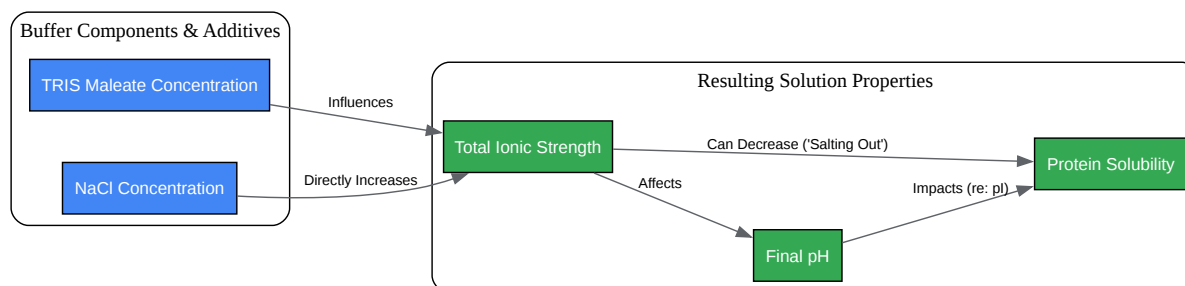 Buffer Components & Additives
TRIS Maleate Concentration
NaCl Concentration
Influences
Directly Increases
Resulting Solution Properties
Total Ionic Strength
Can Decrease ('Salting Out')
Affects
Impacts (re: pI)
Protein Solubility
Final pH